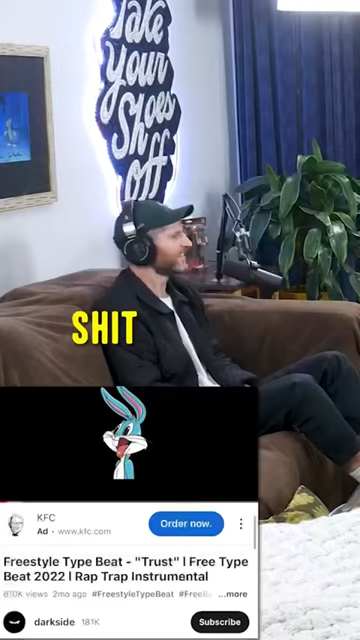 Take
your
Shoes
off
SHIT
KFC
Ad • www.kfc.com
Order now.
Freestyle Type Beat - "Trust" l Free Type
Beat 2022 l Rap Trap Instrumental
810K views 2mo ago #FreestyleTypeBeat ...more
darkside 181K
Subscribe